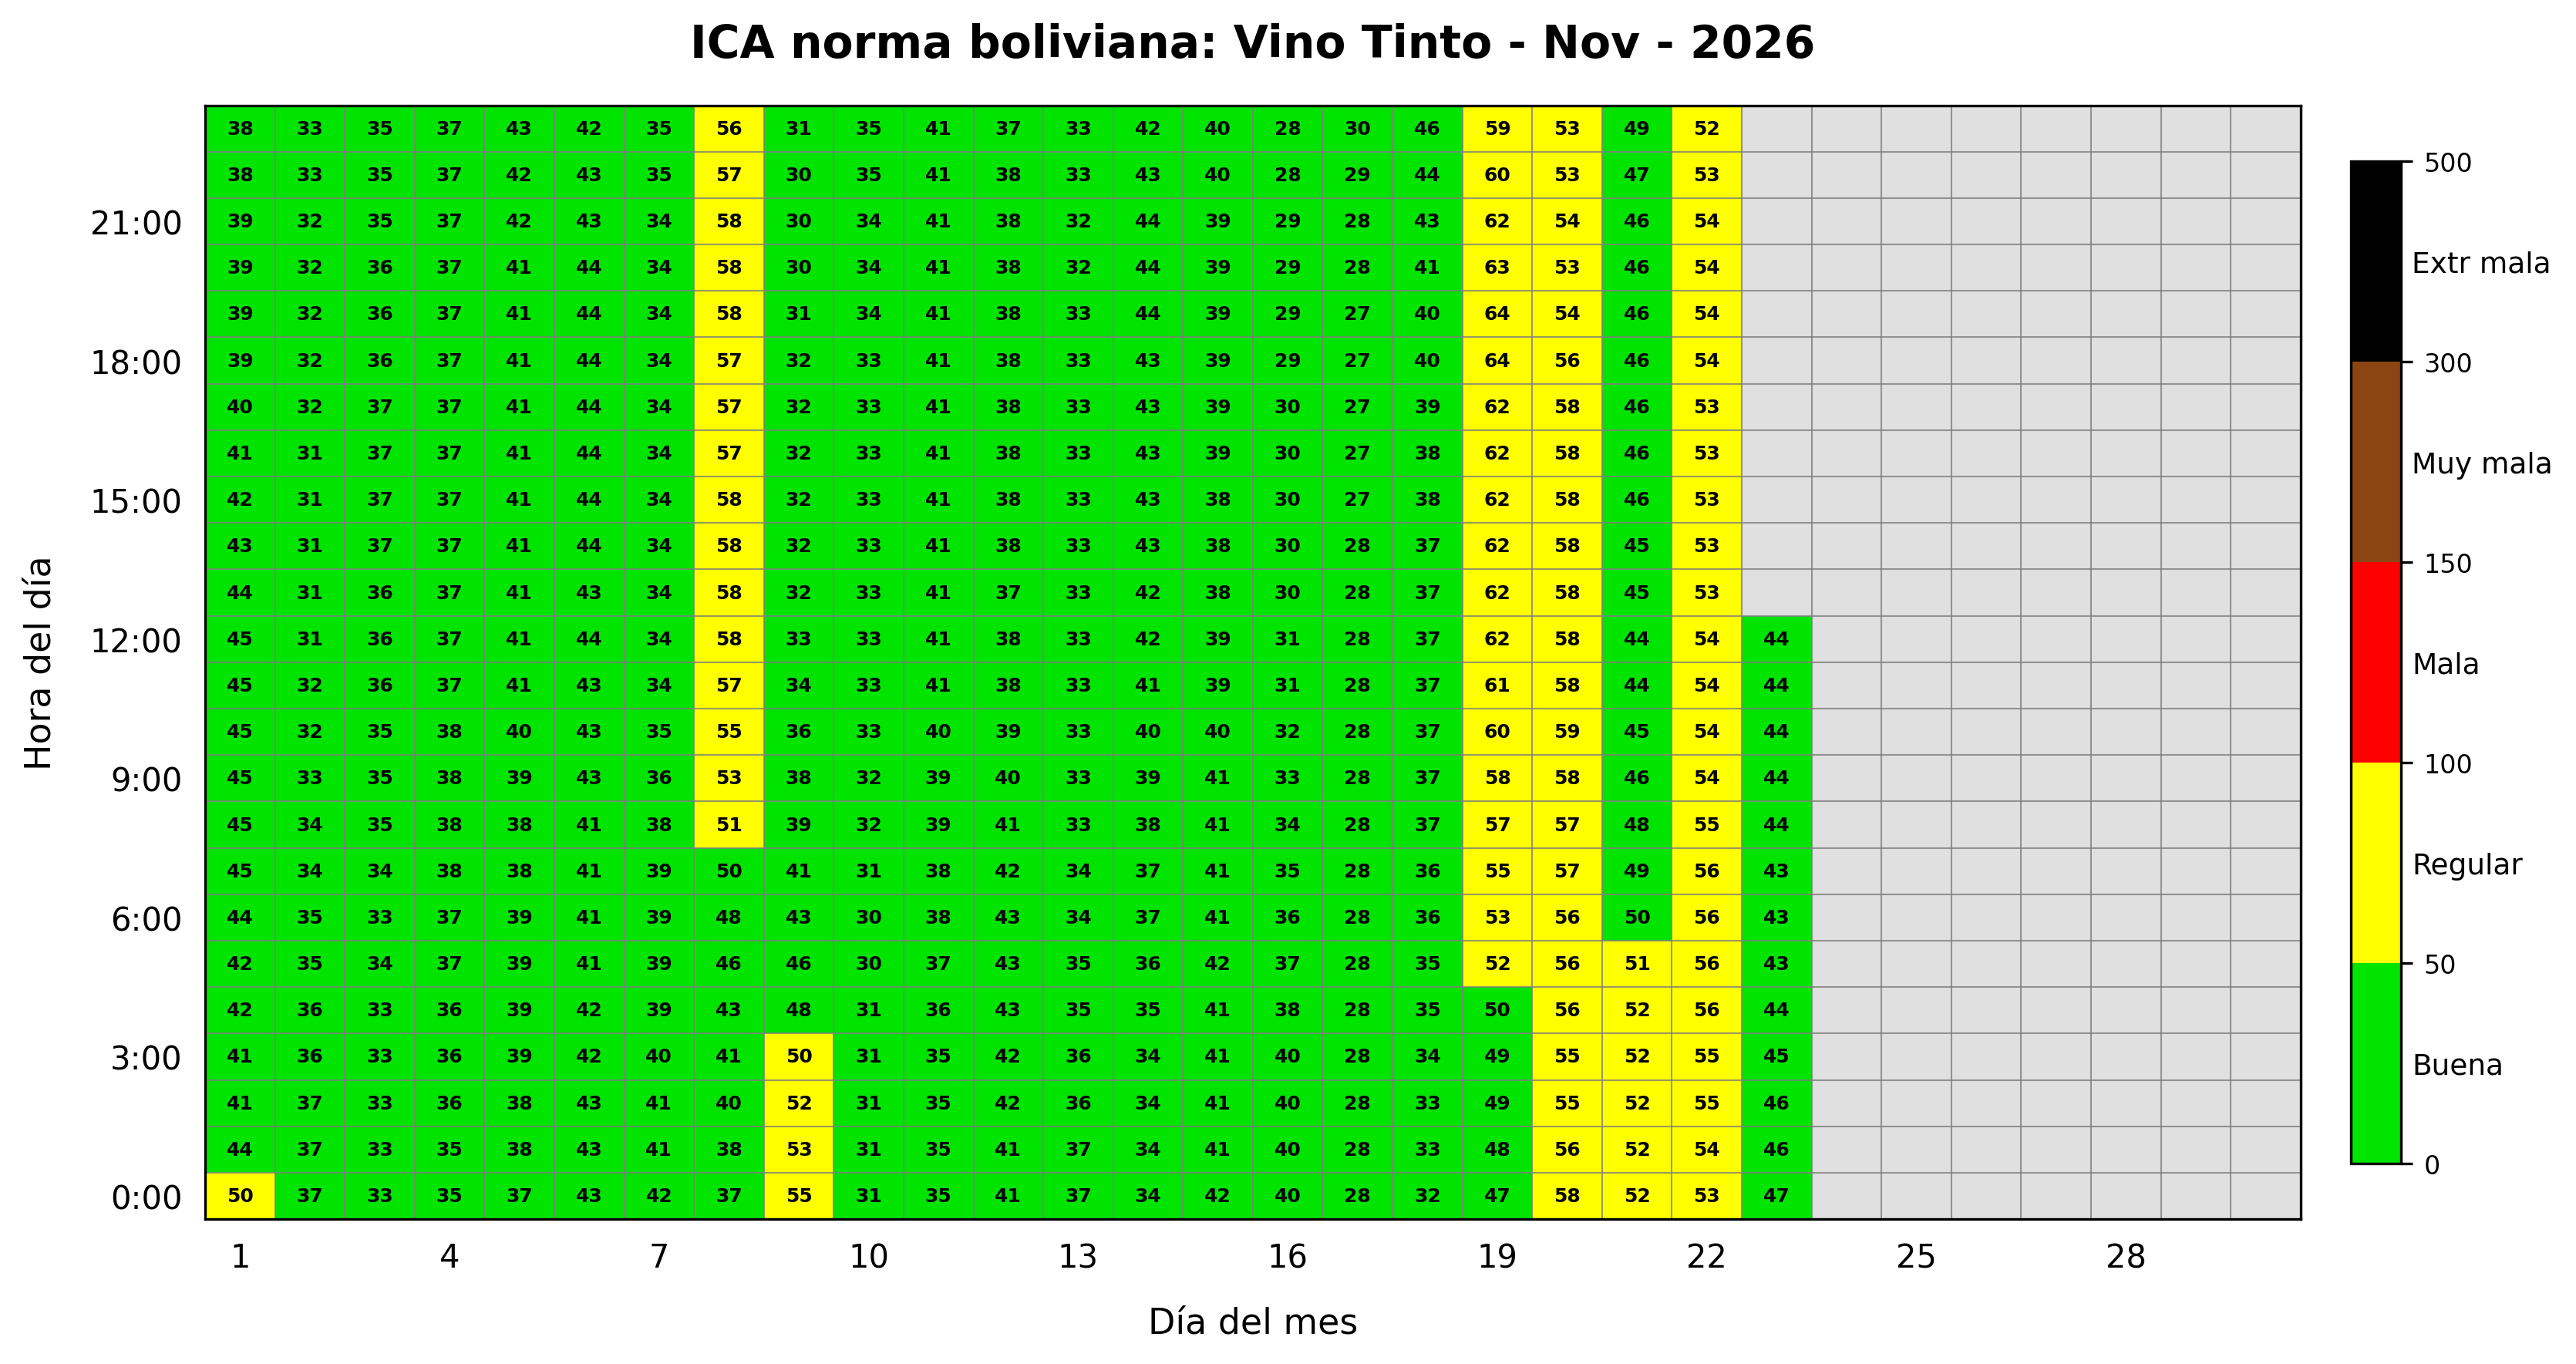 ICA norma boliviana: Vino Tinto - Nov - 2026
38 33 35 37 43 42 35 56 31 35 41 37 33 42 40 28 30 46 59 53 49 52
38 33 35 37 42 43 35 57 30 35 41 38 33 43 40 28 29 44 60 53 47 53
21:00 39 32 35 37 42 43 34 58 30 34 41 38 32 44 39 29 28 43 62 54 46 54
39 32 36 37 41 44 34 58 30 34 41 38 32 44 39 29 28 41 63 53 46 54
39 32 36 37 41 44 34 58 31 34 41 38 33 44 39 29 27 40 64 54 46 54
18:00 39 32 36 37 41 44 34 57 32 33 41 38 33 43 39 29 27 40 64 56 46 54
40 32 37 37 41 44 34 57 32 33 41 38 33 43 39 30 27 39 62 58 46 53
41 31 37 37 41 44 34 57 32 33 41 38 33 43 39 30 27 38 62 58 46 53
15:00 42 31 37 37 41 44 34 58 32 33 41 38 33 43 38 30 27 38 62 58 46 53
43 31 37 37 41 44 34 58 32 33 41 38 33 43 38 30 28 37 62 58 45 53
44 31 36 37 41 43 34 58 32 33 41 37 33 42 38 30 28 37 62 58 45 53
12:00 45 31 36 37 41 44 34 58 33 33 41 38 33 42 39 31 28 37 62 58 44 54 44
45 32 36 37 41 43 34 57 34 33 41 38 33 41 39 31 28 37 61 58 44 54 44
45 32 35 38 40 43 35 55 36 33 40 39 33 40 40 32 28 37 60 59 45 54 44
9:00 45 33 35 38 39 43 36 53 38 32 39 40 33 39 41 33 28 37 58 58 46 54 44
45 34 35 38 38 41 38 51 39 32 39 41 33 38 41 34 28 37 57 57 48 55 44
45 34 34 38 38 41 39 50 41 31 38 42 34 37 41 35 28 36 55 57 49 56 43
6:00 44 35 33 37 39 41 39 48 43 30 38 43 34 37 41 36 28 36 53 56 50 56 43
42 35 34 37 39 41 39 46 46 30 37 43 35 36 42 37 28 35 52 56 51 56 43
42 36 33 36 39 42 39 43 48 31 36 43 35 35 41 38 28 35 50 56 52 56 44
3:00 41 36 33 36 39 42 40 41 50 31 35 42 36 34 41 40 28 34 49 55 52 55 45
41 37 33 36 38 43 41 40 52 31 35 42 36 34 41 40 28 33 49 55 52 55 46
44 37 33 35 38 43 41 38 53 31 35 41 37 34 41 40 28 33 48 56 52 54 46
0:00 50 37 33 35 37 43 42 37 55 31 35 41 37 34 42 40 28 32 47 58 52 53 47
1 4 7 10 13 16 19 22 25 28
Día del mes
Hora del día
500
Extr mala
300
Muy mala
150
Mala
100
Regular
50
Buena
0